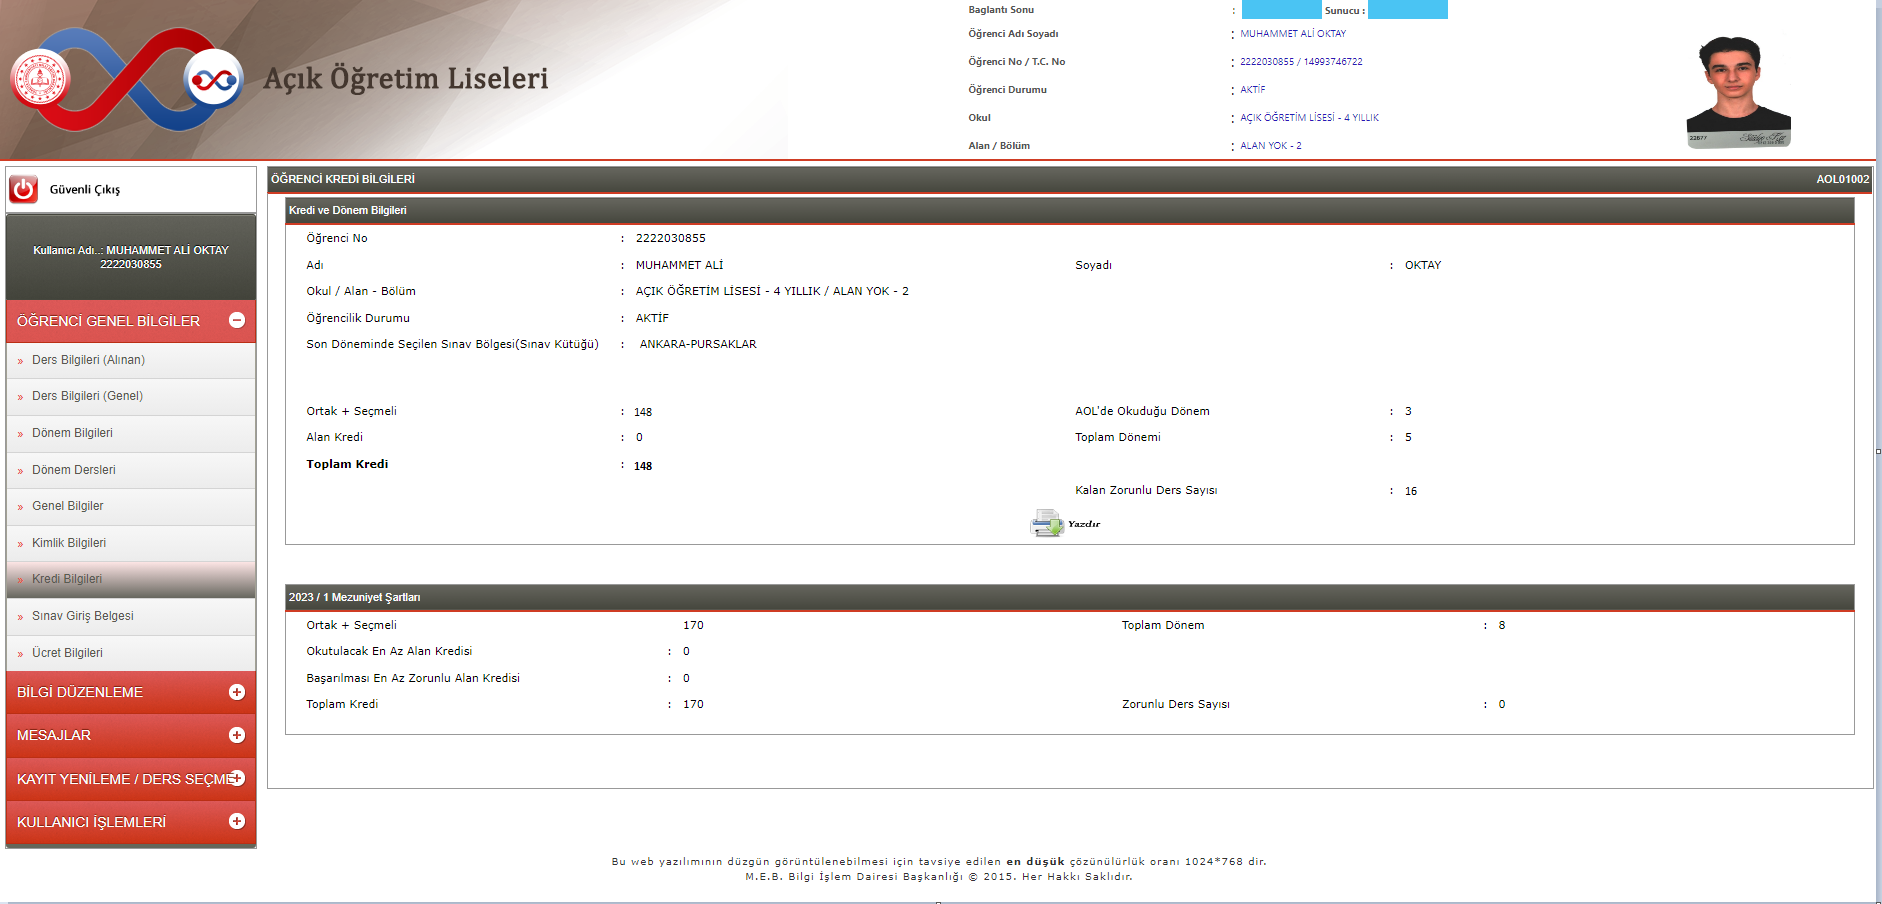 Bağlantı Sonu : Sunucu :
Öğrenci Adı Soyadı : MUHAMMET ALİ OKTAY
Öğrenci No / T.C. No : 2222030855 / 14993746722
Öğrenci Durumu : AKTİF
Okul : AÇIK ÖĞRETİM LİSESİ - 4 YILLIK
Alan / Bölüm : ALAN YOK - 2
Açık Öğretim Liseleri
22877
Güvenli Çıkış
Kullanıcı Adı..: MUHAMMET ALİ OKTAY
2222030855
ÖĞRENCİ GENEL BİLGİLER
» Ders Bilgileri (Alınan)
» Ders Bilgileri (Genel)
» Dönem Bilgileri
» Dönem Dersleri
» Genel Bilgiler
» Kimlik Bilgileri
» Kredi Bilgileri
» Sınav Giriş Belgesi
» Ücret Bilgileri
BİLGİ DÜZENLEME
MESAJLAR
KAYIT YENİLEME / DERS SEÇME
KULLANICI İŞLEMLERİ
ÖĞRENCİ KREDİ BİLGİLERİ AOL01002
Kredi ve Dönem Bilgileri
Öğrenci No : 2222030855
Adı : MUHAMMET ALİ Soyadı : OKTAY
Okul / Alan - Bölüm : AÇIK ÖĞRETİM LİSESİ - 4 YILLIK / ALAN YOK - 2
Öğrencilik Durumu : AKTİF
Son Döneminde Seçilen Sınav Bölgesi(Sınav Kütüğü) : ANKARA-PURSAKLAR
Ortak + Seçmeli : 148 AOL'de Okuduğu Dönem : 3
Alan Kredi : 0 Toplam Dönemi : 5
Toplam Kredi : 148
Kalan Zorunlu Ders Sayısı : 16
Yazdır
2023 / 1 Mezuniyet Şartları
Ortak + Seçmeli 170 Toplam Dönem : 8
Okutulacak En Az Alan Kredisi : 0
Başarılması En Az Zorunlu Alan Kredisi : 0
Toplam Kredi : 170 Zorunlu Ders Sayısı : 0
Bu web yazılımının düzgün görüntülenebilmesi için tavsiye edilen en düşük çözünülürlük oranı 1024*768 dir.
M.E.B. Bilgi İşlem Dairesi Başkanlığı © 2015. Her Hakkı Saklıdır.